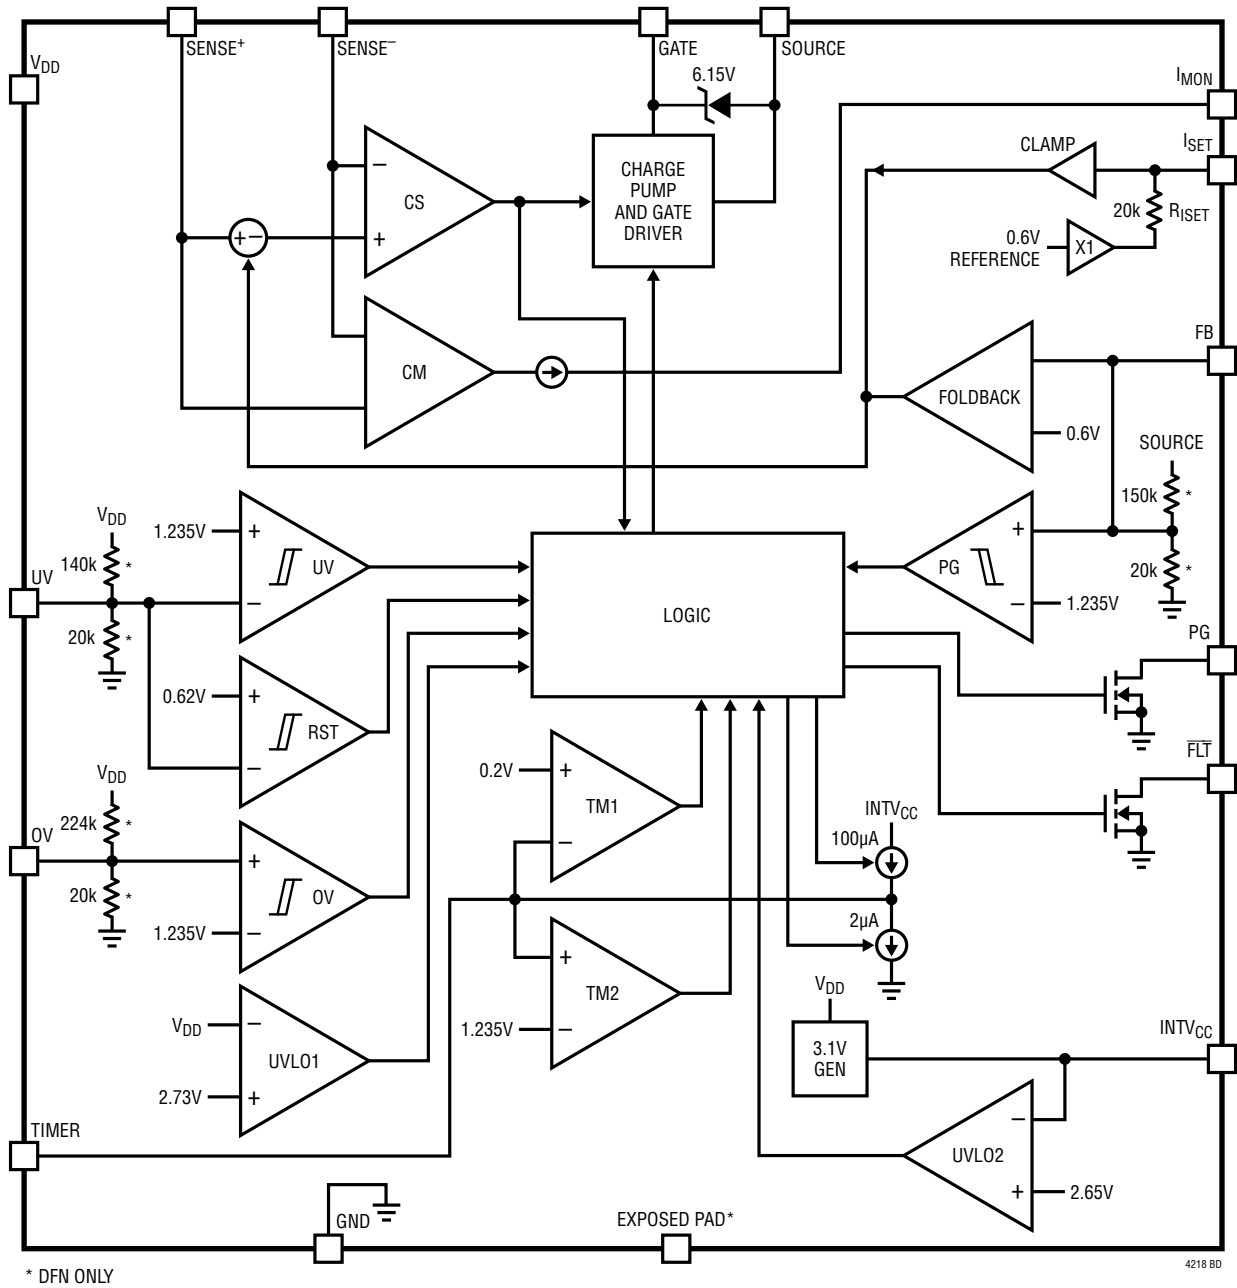 SENSE+
SENSE−
GATE
SOURCE
VDD
6.15V
IMON
CLAMP
ISET
CHARGE
PUMP
AND GATE
DRIVER
CS
−
+
+−
20k
RISET
0.6V
REFERENCE
X1
CM
FB
FOLDBACK
0.6V
SOURCE
150k *
20k *
VDD
140k *
UV
20k *
1.235V
+
UV
−
LOGIC
+
PG
−
1.235V
PG
0.62V
+
RST
−
FLT
VDD
224k *
OV
20k *
+
OV
1.235V
−
0.2V
+
TM1
−
INTVCC
100µA
2µA
+
TM2
1.235V
−
VDD
−
UVLO1
2.73V
+
VDD
3.1V
GEN
INTVCC
−
UVLO2
+
2.65V
TIMER
GND
EXPOSED PAD*
4218 BD
* DFN ONLY